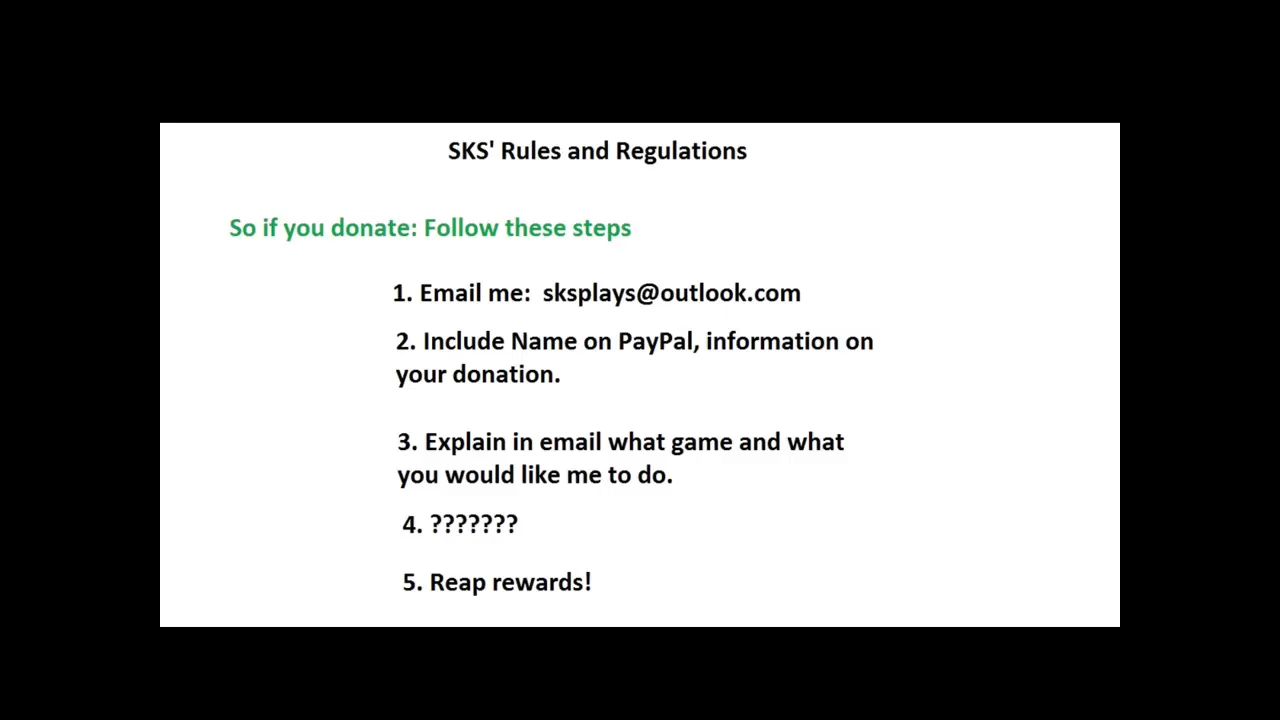 SKS' Rules and Regulations
So if you donate: Follow these steps
1. Email me:  sksplays@outlook.com
2. Include Name on PayPal, information on
your donation.
3. Explain in email what game and what
you would like me to do.
4. ???????
5. Reap rewards!